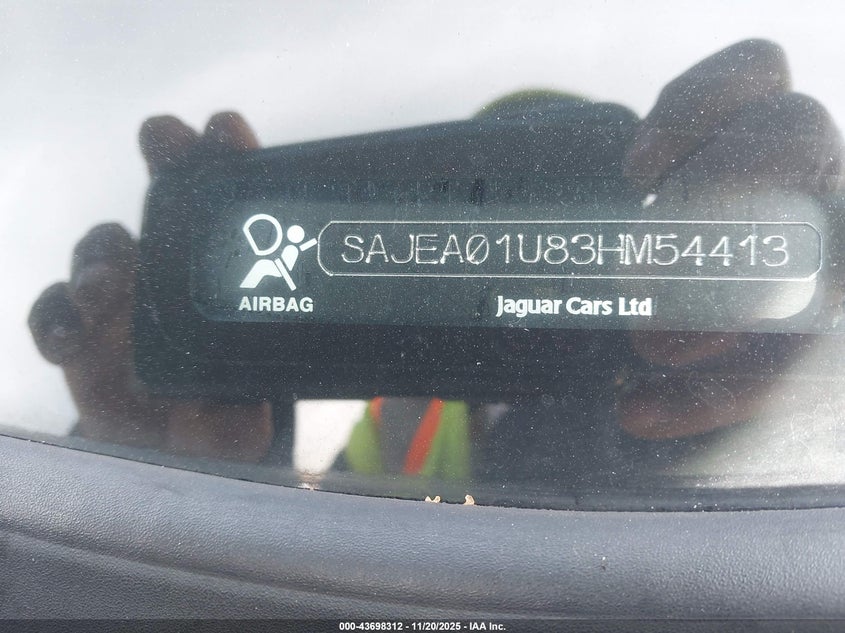 SAJEA01U83HM54413
AIRBAG
Jaguar Cars Ltd
000-43698312 - 11/20/2025 - IAA Inc.